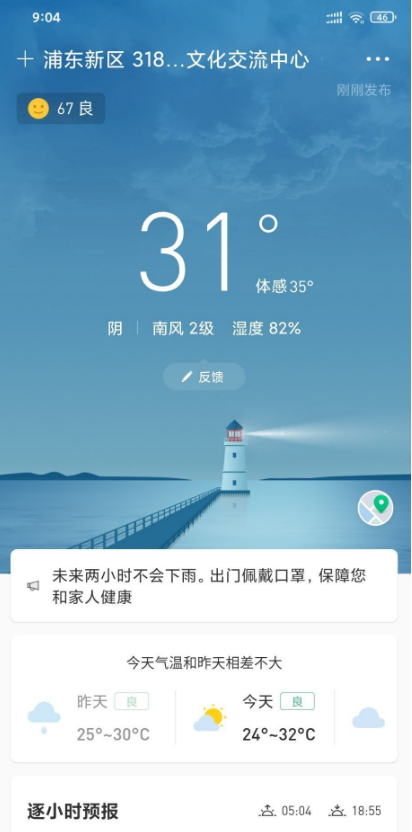 9:04
46
浦东新区 318...文化交流中心
刚刚发布
67 良
31°
体感35°
阴 南风 2级 湿度 82%
反馈
未来两小时不会下雨。出门佩戴口罩，保障您
和家人健康
今天气温和昨天相差不大
昨天 良
25°~30°C
今天 良
24°~32°C
逐小时预报
05:04
18:55